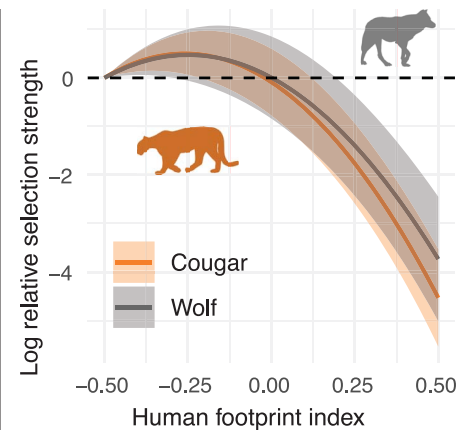 Log relative selection strength
0
−2
−4
Cougar
Wolf
−0.50 −0.25 0.00 0.25 0.50
Human footprint index